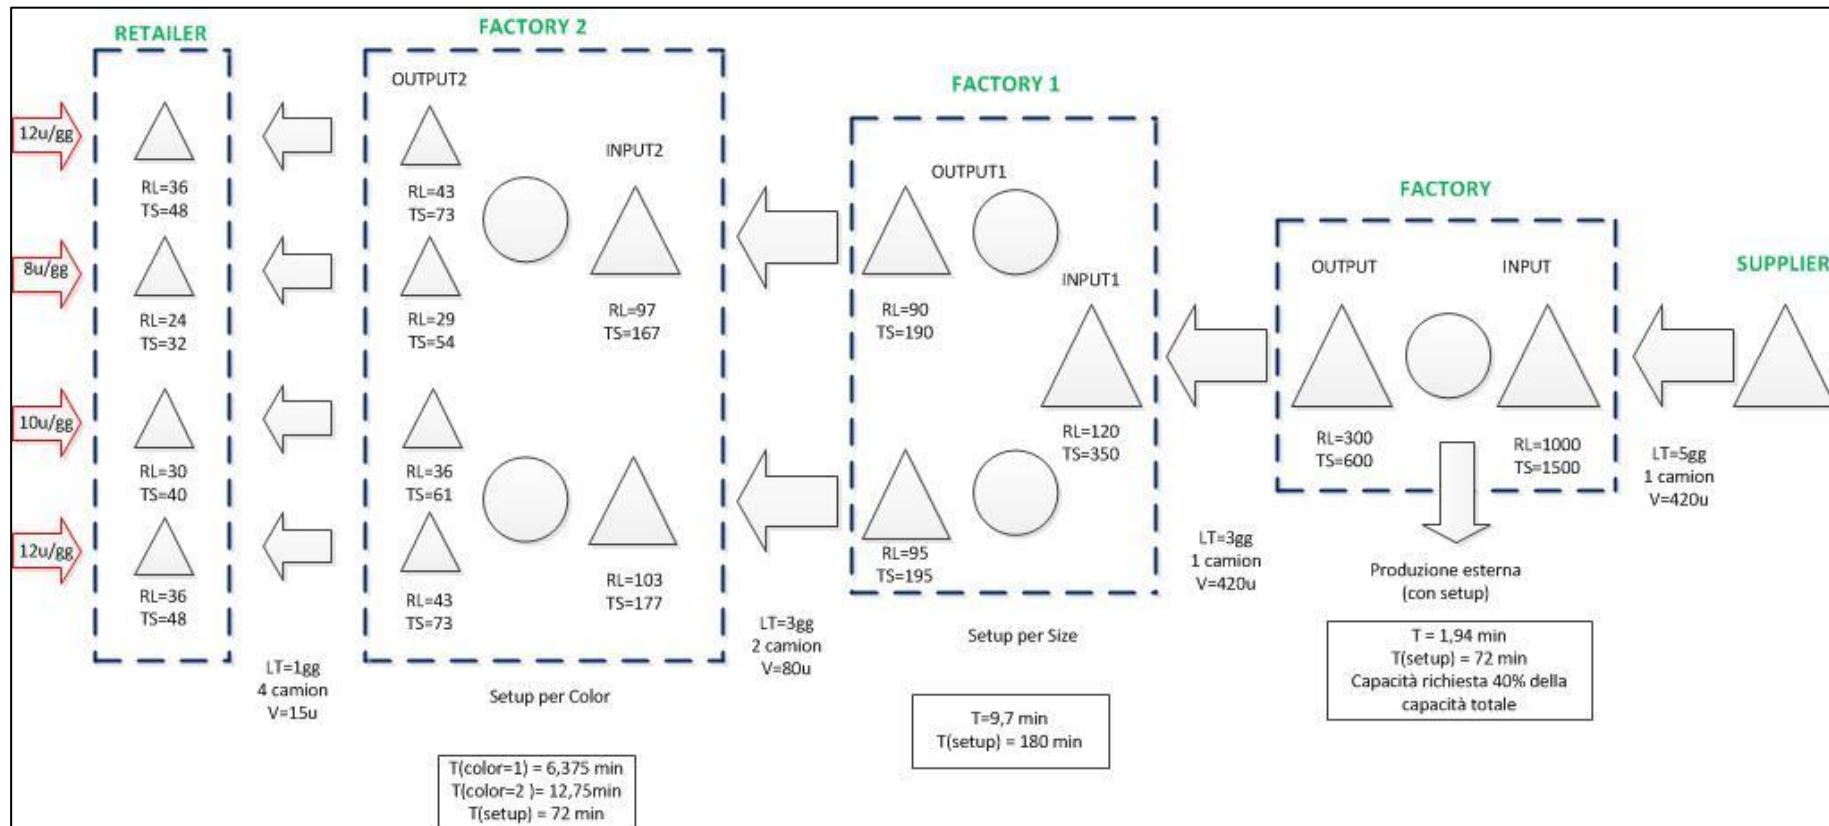 RETAILER
12u/gg
RL=36
TS=48
8u/gg
RL=24
TS=32
10u/gg
RL=30
TS=40
12u/gg
RL=36
TS=48
LT=1gg
4 camion
V=15u
FACTORY 2
OUTPUT2
RL=43
TS=73
RL=29
TS=54
RL=36
TS=61
RL=43
TS=73
INPUT2
RL=97
TS=167
RL=103
TS=177
Setup per Color
T(color=1) = 6,375 min
T(color=2 )= 12,75min
T(setup) = 72 min
LT=3gg
2 camion
V=80u
FACTORY 1
OUTPUT1
RL=90
TS=190
RL=95
TS=195
INPUT1
RL=120
TS=350
Setup per Size
T=9,7 min
T(setup) = 180 min
LT=3gg
1 camion
V=420u
FACTORY
OUTPUT
RL=300
TS=600
INPUT
RL=1000
TS=1500
Produzione esterna
(con setup)
T = 1,94 min
T(setup) = 72 min
Capacità richiesta 40% della
capacità totale
LT=5gg
1 camion
V=420u
SUPPLIER